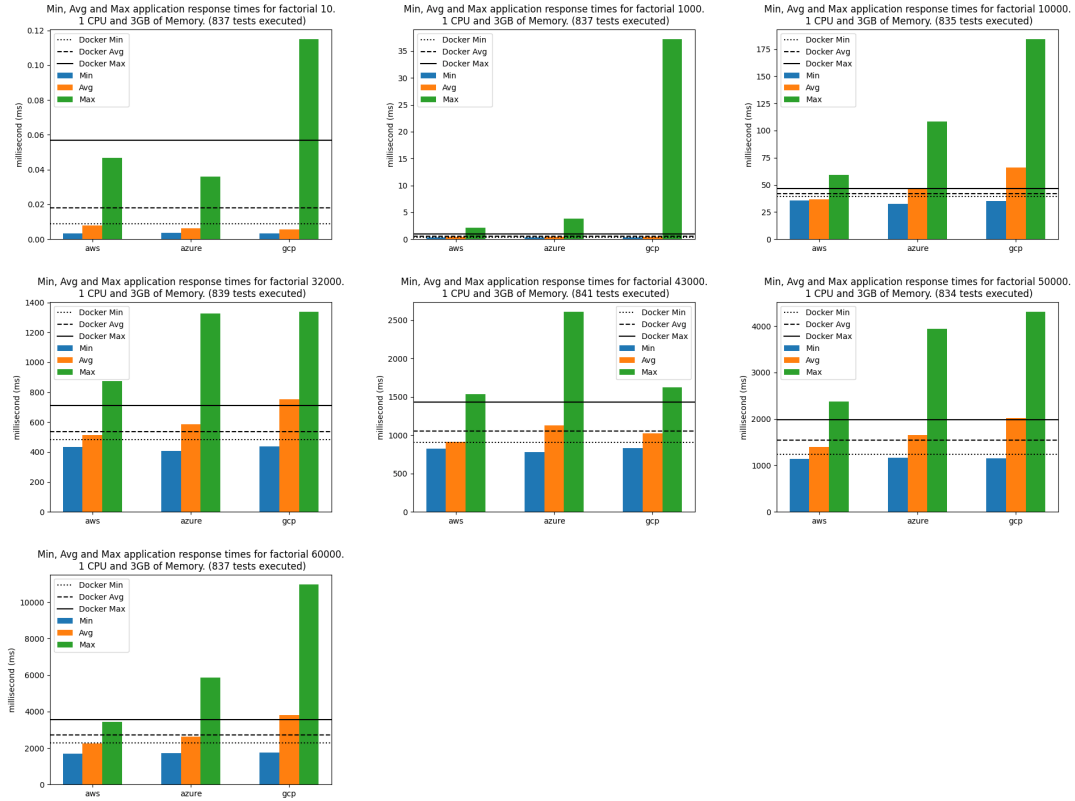 Min, Avg and Max application response times for factorial 10.
1 CPU and 3GB of Memory. (837 tests executed)
0.12
0.10
0.08
0.06
0.04
0.02
0.00
millisecond (ms)
Docker Min
Docker Avg
Docker Max
Min
Avg
Max
aws
azure
gcp
Min, Avg and Max application response times for factorial 1000.
1 CPU and 3GB of Memory. (837 tests executed)
35
30
25
20
15
10
5
0
millisecond (ms)
Docker Min
Docker Avg
Docker Max
Min
Avg
Max
aws
azure
gcp
Min, Avg and Max application response times for factorial 10000.
1 CPU and 3GB of Memory. (835 tests executed)
175
150
125
100
75
50
25
0
millisecond (ms)
Docker Min
Docker Avg
Docker Max
Min
Avg
Max
aws
azure
gcp
Min, Avg and Max application response times for factorial 32000.
1 CPU and 3GB of Memory. (839 tests executed)
1400
1200
1000
800
600
400
200
0
millisecond (ms)
Docker Min
Docker Avg
Docker Max
Min
Avg
Max
aws
azure
gcp
Min, Avg and Max application response times for factorial 43000.
1 CPU and 3GB of Memory. (841 tests executed)
2500
2000
1500
1000
500
0
millisecond (ms)
Docker Min
Docker Avg
Docker Max
Min
Avg
Max
aws
azure
gcp
Min, Avg and Max application response times for factorial 50000.
1 CPU and 3GB of Memory. (834 tests executed)
4000
3000
2000
1000
0
millisecond (ms)
Docker Min
Docker Avg
Docker Max
Min
Avg
Max
aws
azure
gcp
Min, Avg and Max application response times for factorial 60000.
1 CPU and 3GB of Memory. (837 tests executed)
10000
8000
6000
4000
2000
0
millisecond (ms)
Docker Min
Docker Avg
Docker Max
Min
Avg
Max
aws
azure
gcp